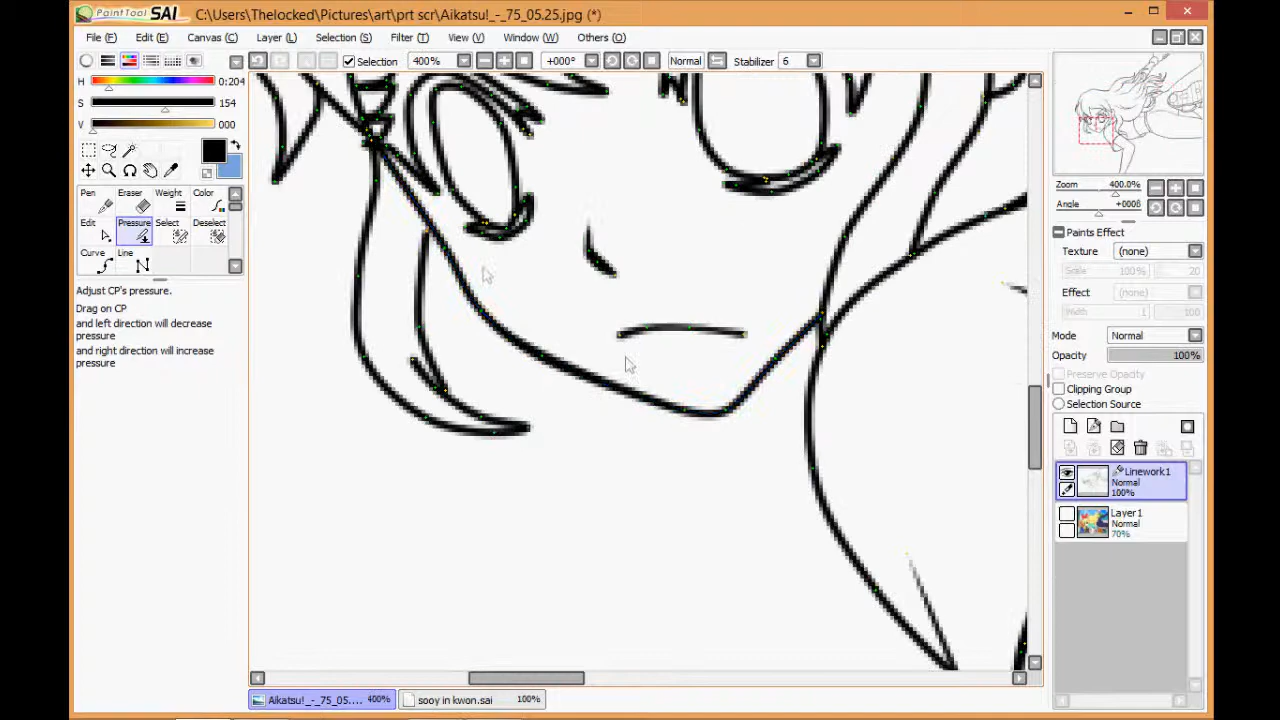 PaintTool SAI C:\Users\Thelocked\Pictures\art\prt scr\Aikatsu!_-_75_05.25.jpg (*)
File (F) Edit (E) Canvas (C) Layer (L) Selection (S) Filter (T) View (V) Window (W) Others (O)
Selection 400% +000° Normal Stabilizer 6
H 0:204
S 154
V 000
Pen Eraser Weight Color
Edit Pressure Select Deselect
Curve Line
Adjust CP's pressure.
Drag on CP
and left direction will decrease
pressure
and right direction will increase
pressure
Zoom 400.0%
Angle +000ß
Paints Effect
Texture (none)
Scale 100% 20
Effect (none)
Width 1 100
Mode Normal
Opacity 100%
Preserve Opacity
Clipping Group
Selection Source
Linework1
Normal
100%
Layer1
Normal
70%
Aikatsu!_-_75_05.... 400% sooy in kwon.sai 100%